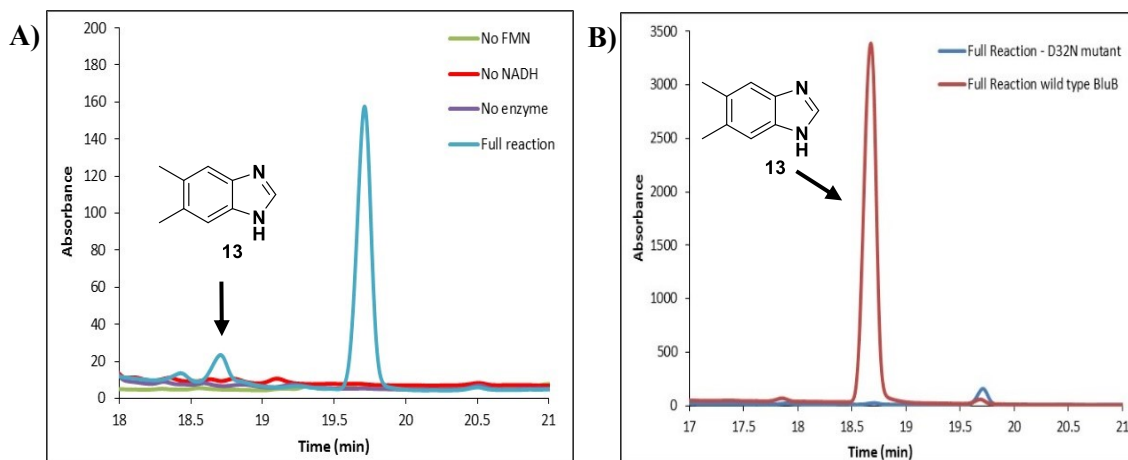 A)
200
180
160
140
120
100
80
60
40
20
0
Absorbance
18
18.5
19
19.5
20
20.5
21
Time (min)
No FMN
No NADH
No enzyme
Full reaction
N
N
H
13
B)
3500
3000
2500
2000
1500
1000
500
0
Absorbance
17
17.5
18
18.5
19
19.5
20
20.5
21
Time (min)
Full Reaction - D32N mutant
Full Reaction wild type BluB
N
N
H
13